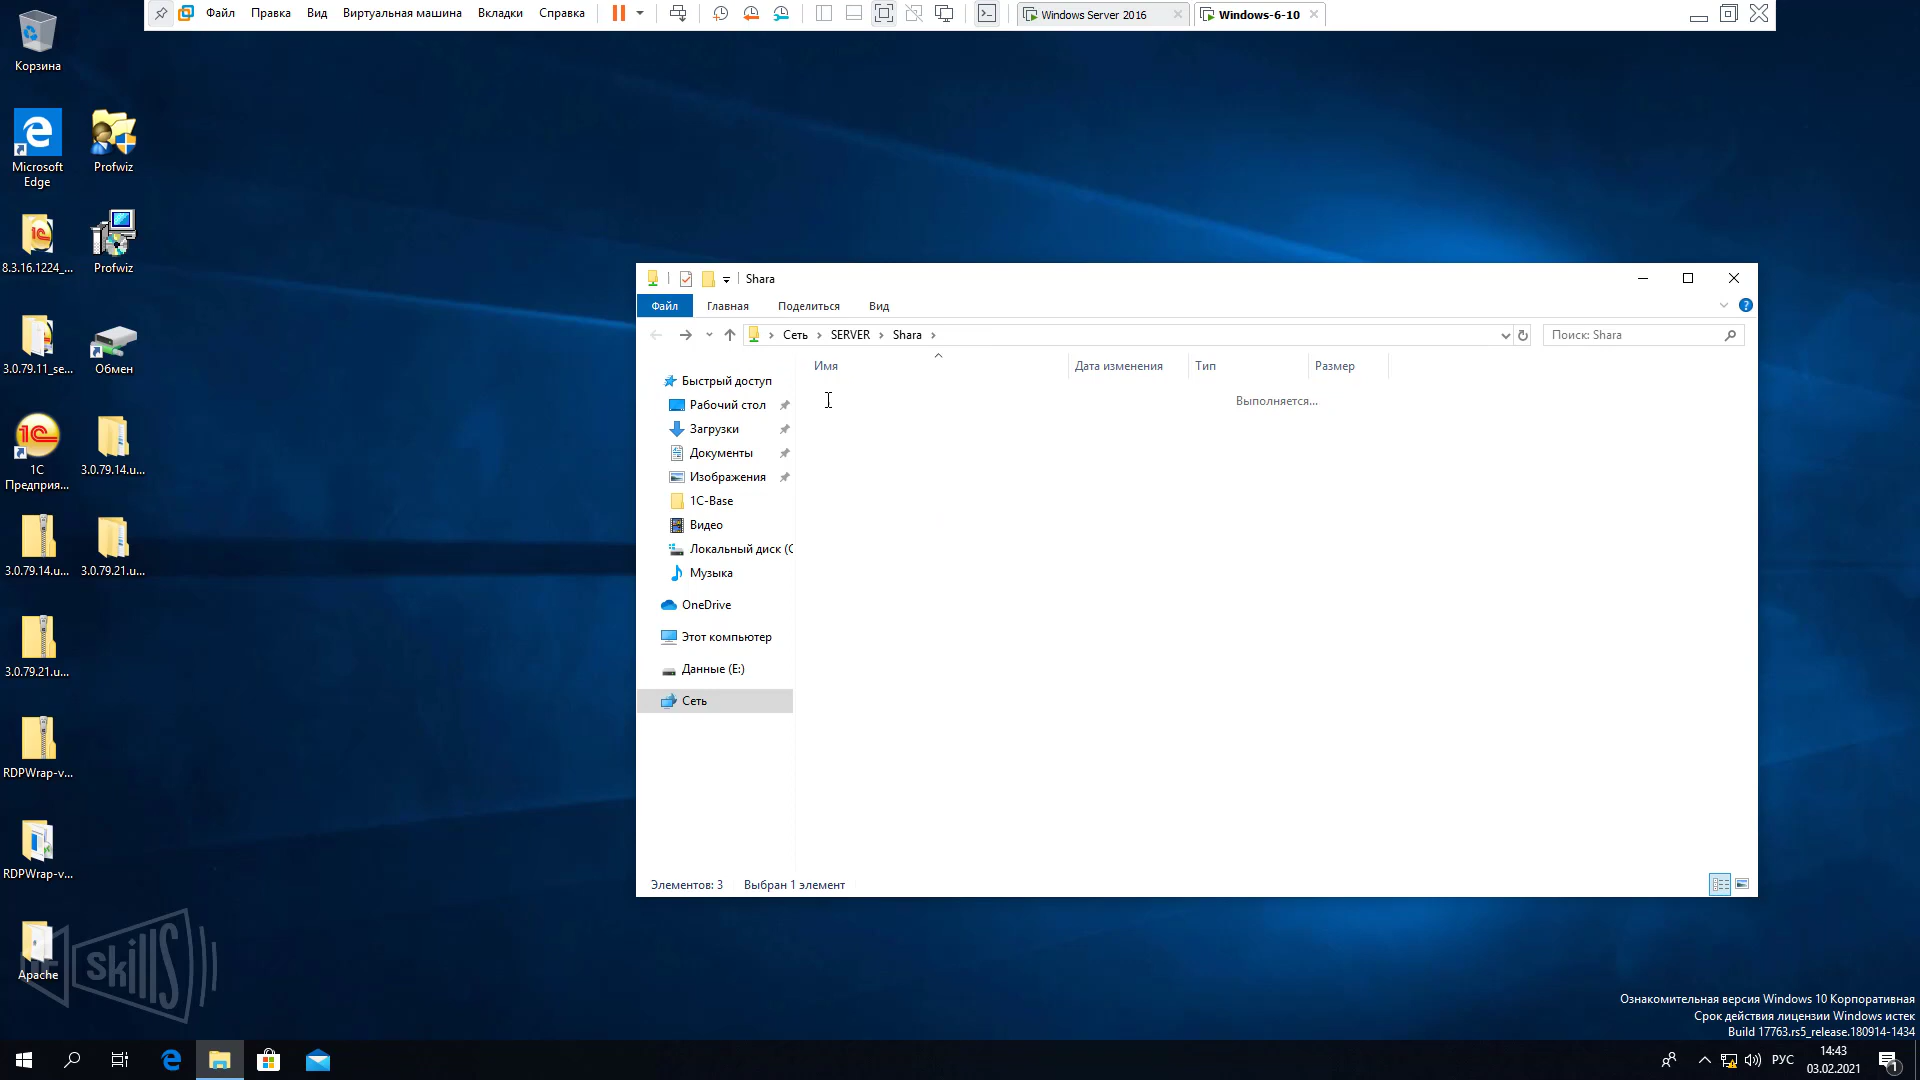 Файл
Правка
Вид
Виртуальная машина
Вкладки
Справка
Windows Server 2016
Windows-6-10
Корзина
Microsoft
Edge
Profwiz
8.3.16.1224_...
Profwiz
3.0.79.11_se...
Обмен
1С
Предприя...
3.0.79.14.u...
3.0.79.14.u...
3.0.79.21.u...
3.0.79.21.u...
RDPWrap-v...
RDPWrap-v...
Apache
skills
Shara
Файл
Главная
Поделиться
Вид
Сеть
SERVER
Shara
Поиск: Shara
Имя
Дата изменения
Тип
Размер
Выполняется...
Быстрый доступ
Рабочий стол
Загрузки
Документы
Изображения
1C-Base
Видео
Локальный диск (C
Музыка
OneDrive
Этот компьютер
Данные (E:)
Сеть
Элементов: 3
Выбран 1 элемент
Ознакомительная версия Windows 10 Корпоративная
Срок действия лицензии Windows истек
Build 17763.rs5_release.180914-1434
РУС
14:43
03.02.2021
1